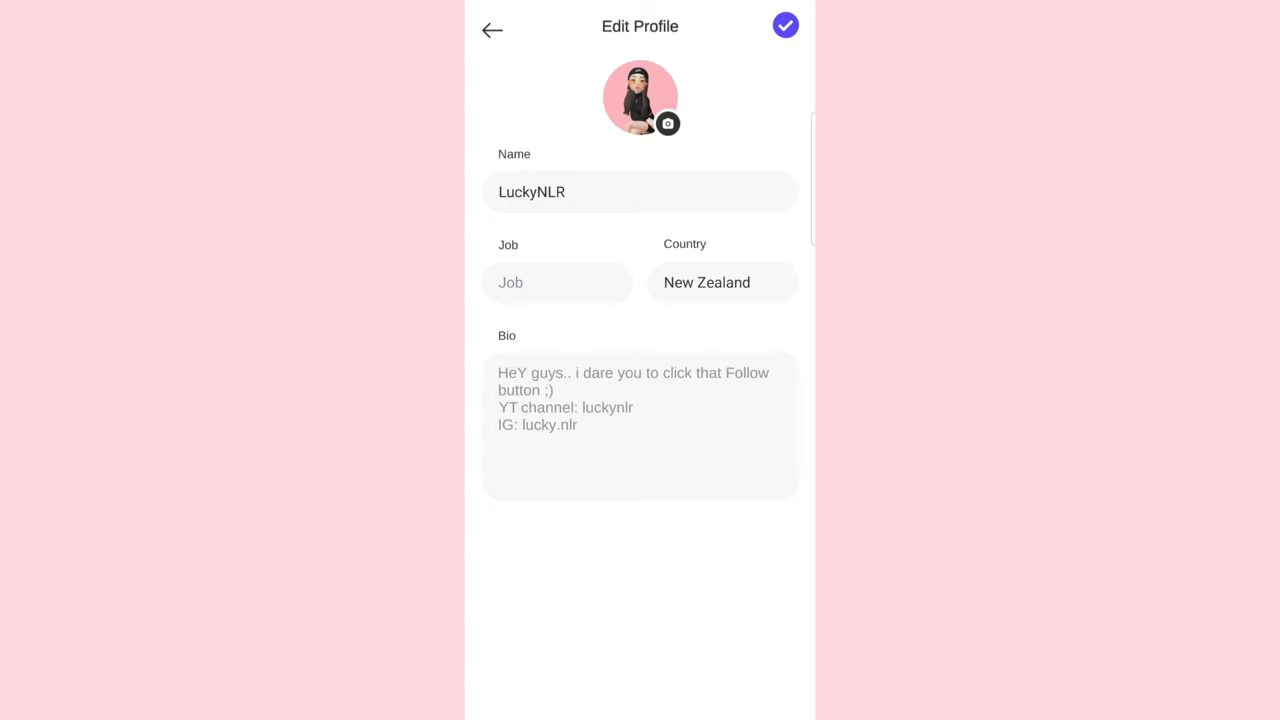 Edit Profile
Name
LuckyNLR
Job
Country
Job
New Zealand
Bio
HeY guys.. i dare you to click that Follow
button ;)
YT channel: luckynlr
IG: lucky.nlr